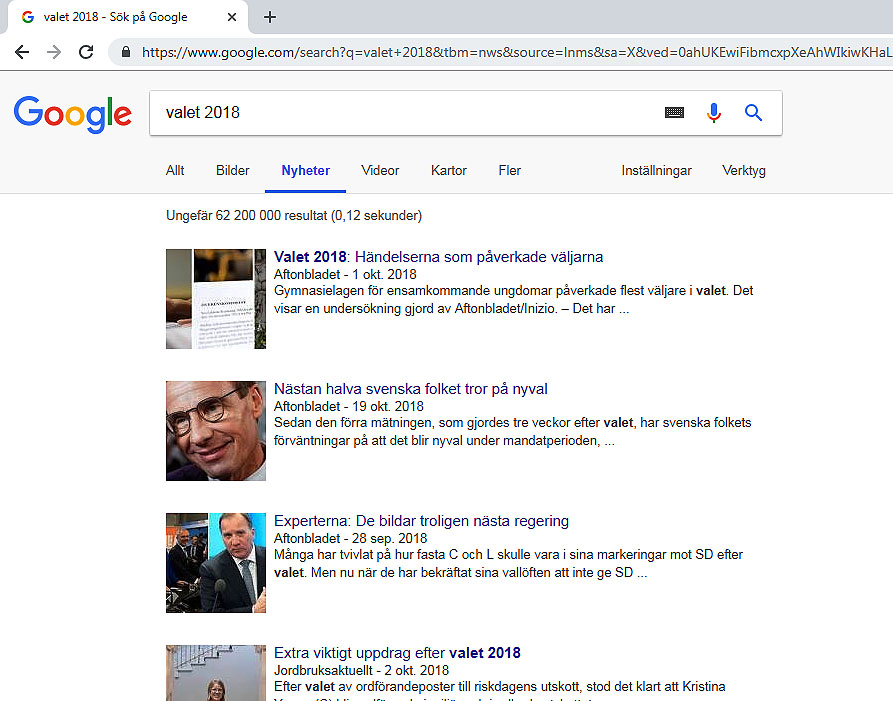 valet 2018 - Sök på Google
https://www.google.com/search?q=valet+2018&tbm=nws&source=lnms&sa=X&ved=0ahUKEwiFibmcxpXeAhWIkiwKHaL
Google
valet 2018
Allt Bilder Nyheter Videor Kartor Fler Inställningar Verktyg
Ungefär 62 200 000 resultat (0,12 sekunder)
Valet 2018: Händelserna som påverkade väljarna
Aftonbladet - 1 okt. 2018
Gymnasielagen för ensamkommande ungdomar påverkade flest väljare i valet. Det
visar en undersökning gjord av Aftonbladet/Inizio. – Det har ...
Nästan halva svenska folket tror på nyval
Aftonbladet - 19 okt. 2018
Sedan den förra mätningen, som gjordes tre veckor efter valet, har svenska folkets
förväntningar på att det blir nyval under mandatperioden, ...
Experterna: De bildar troligen nästa regering
Aftonbladet - 28 sep. 2018
Många har tvivlat på hur fasta C och L skulle vara i sina markeringar mot SD efter
valet. Men nu när de har bekräftat sina vallöften att inte ge SD ...
Extra viktigt uppdrag efter valet 2018
Jordbruksaktuellt - 2 okt. 2018
Efter valet av ordförandeposter till riskdagens utskott, stod det klart att Kristina